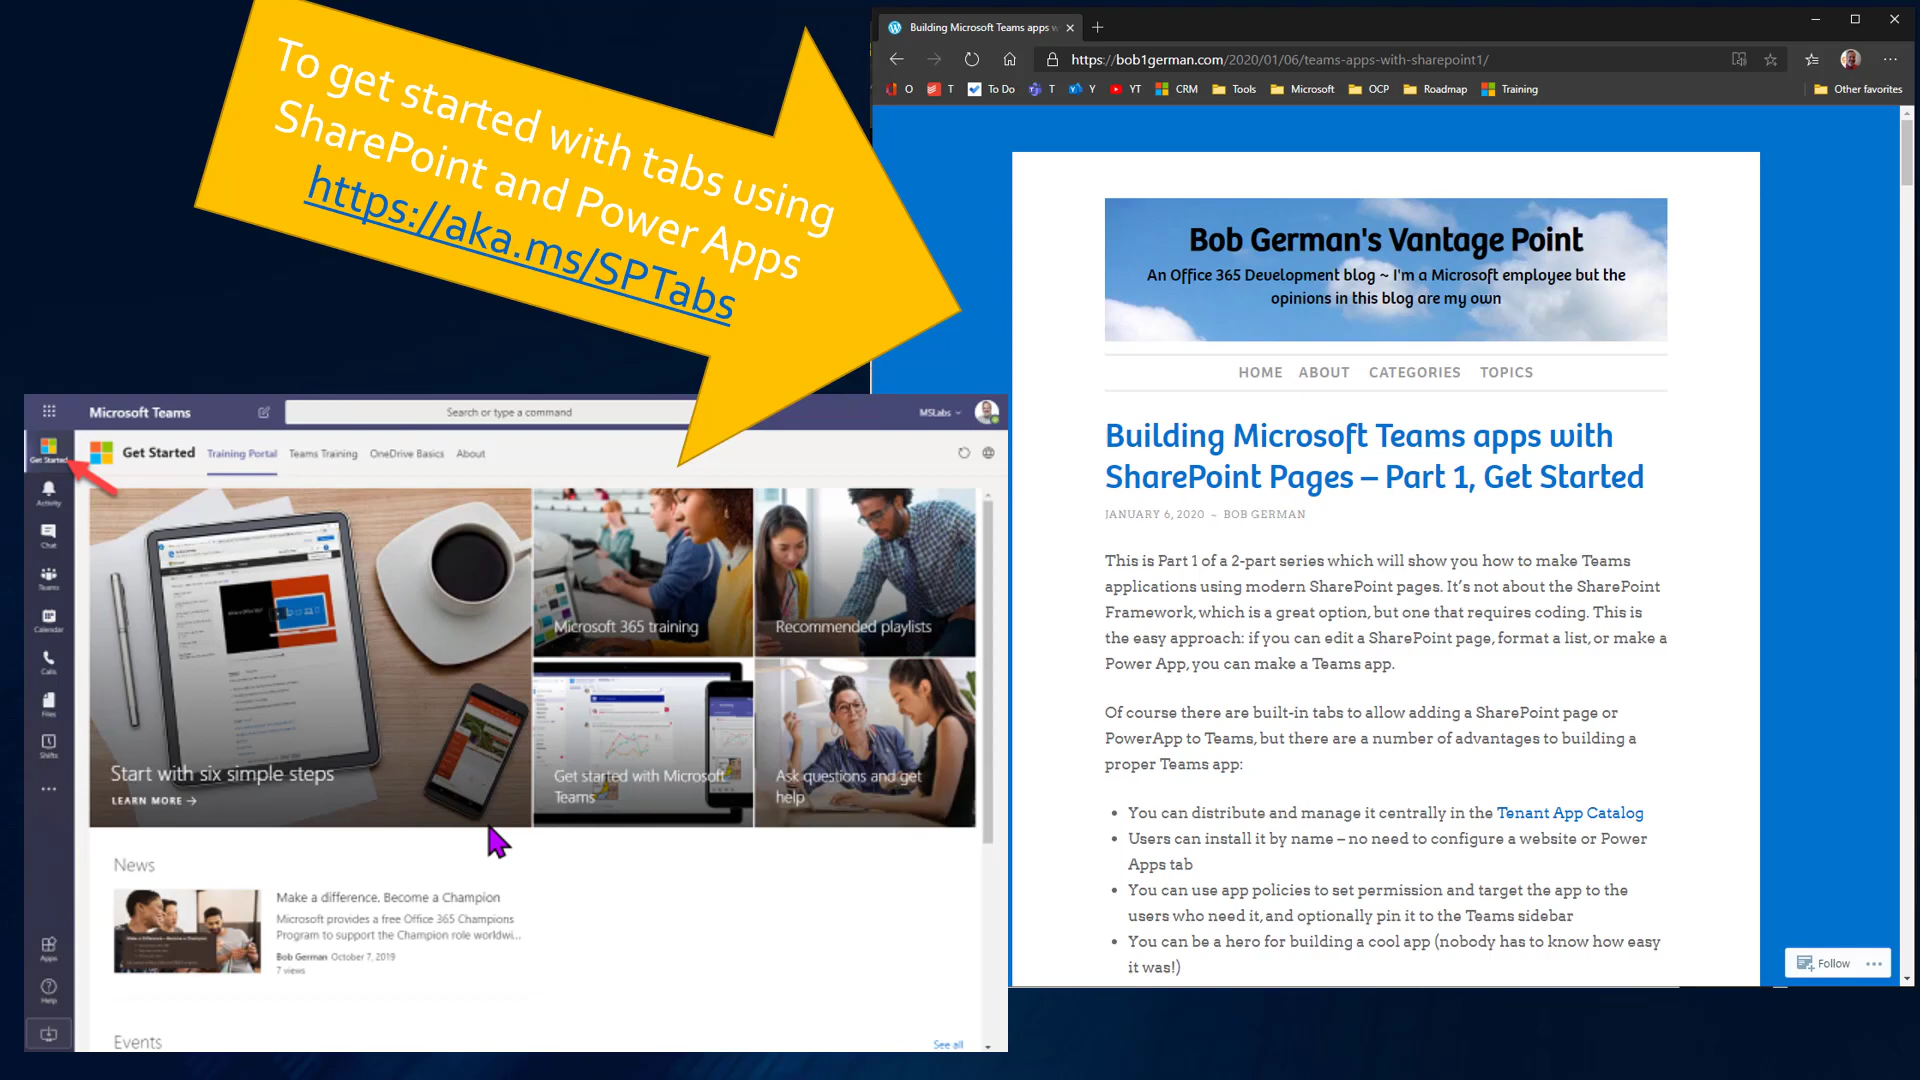 To get started with tabs using
SharePoint and Power Apps
https://aka.ms/SPTabs
Building Microsoft Teams apps w
https://bob1german.com/2020/01/06/teams-apps-with-sharepoint1/
O
T
To Do
T
Y
YT
CRM
Tools
Microsoft
OCP
Roadmap
Training
Other favorites
Bob German's Vantage Point
An Office 365 Development blog ~ I'm a Microsoft employee but the
opinions in this blog are my own
HOME ABOUT CATEGORIES TOPICS
Building Microsoft Teams apps with
SharePoint Pages – Part 1, Get Started
JANUARY 6, 2020 ~ BOB GERMAN
This is Part 1 of a 2-part series which will show you how to make Teams
applications using modern SharePoint pages. It's not about the SharePoint
Framework, which is a great option, but one that requires coding. This is
the easy approach: if you can edit a SharePoint page, format a list, or make a
Power App, you can make a Teams app.
Of course there are built-in tabs to allow adding a SharePoint page or
PowerApp to Teams, but there are a number of advantages to building a
proper Teams app:
• You can distribute and manage it centrally in the Tenant App Catalog
• Users can install it by name – no need to configure a website or Power
Apps tab
• You can use app policies to set permission and target the app to the
users who need it, and optionally pin it to the Teams sidebar
• You can be a hero for building a cool app (nobody has to know how easy
it was!)
Follow
Microsoft Teams
Search or type a command
MSLabs
Get Started
Activity
Chat
Teams
Calendar
Calls
Files
Shifts
Apps
Help
Get Started
Training Portal
Teams Training
OneDrive Basics
About
Start with six simple steps
LEARN MORE →
Microsoft 365 training
Recommended playlists
Get started with Microsoft
Teams
Ask questions and get
help
News
Make a difference. Become a Champion
Microsoft provides a free Office 365 Champions
Program to support the Champion role worldwi...
Bob German October 7, 2019
7 views
Events
See all